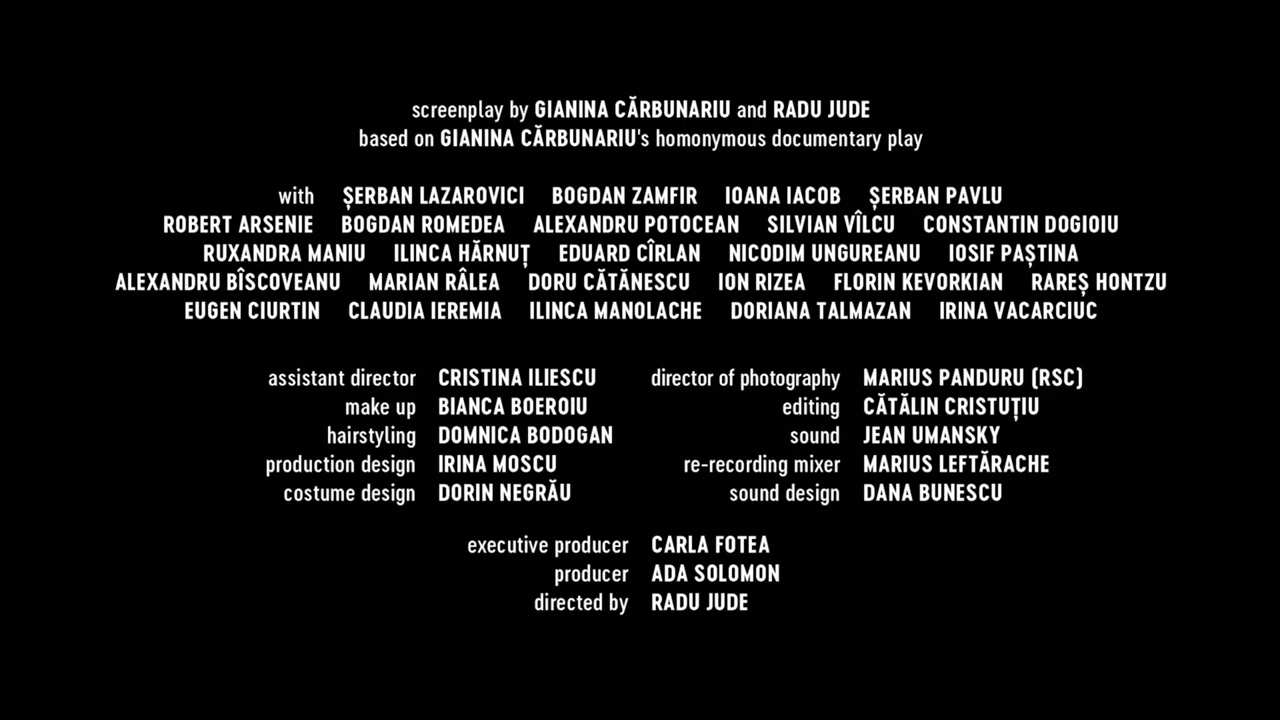 screenplay by GIANINA CĂRBUNARIU and RADU JUDE
based on GIANINA CĂRBUNARIU's homonymous documentary play
with ȘERBAN LAZAROVICI BOGDAN ZAMFIR IOANA IACOB ȘERBAN PAVLU
ROBERT ARSENIE BOGDAN ROMEDEA ALEXANDRU POTOCEAN SILVIAN VÎLCU CONSTANTIN DOGIOIU
RUXANDRA MANIU ILINCA HĂRNUȚ EDUARD CÎRLAN NICODIM UNGUREANU IOSIF PAȘTINA
ALEXANDRU BÎSCOVEANU MARIAN RÂLEA DORU CĂTĂNESCU ION RIZEA FLORIN KEVORKIAN RAREȘ HONTZU
EUGEN CIURTIN CLAUDIA IEREMIA ILINCA MANOLACHE DORIANA TALMAZAN IRINA VACARCIUC
assistant director CRISTINA ILIESCU
make up BIANCA BOEROIU
hairstyling DOMNICA BODOGAN
production design IRINA MOSCU
costume design DORIN NEGRĂU
director of photography MARIUS PANDURU (RSC)
editing CĂTĂLIN CRISTUȚIU
sound JEAN UMANSKY
re-recording mixer MARIUS LEFTĂRACHE
sound design DANA BUNESCU
executive producer CARLA FOTEA
producer ADA SOLOMON
directed by RADU JUDE